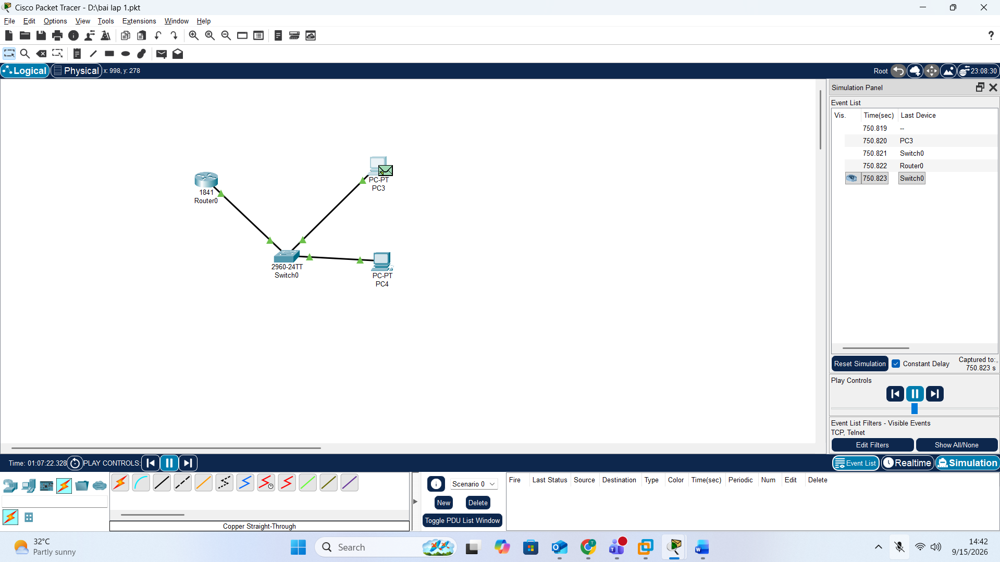 Cisco Packet Tracer - D:\bai lap 1.pkt
File Edit Options View Tools Extensions Window Help
Logical Physical x: 998, y: 278 Root 23:08:30
Simulation Panel
Event List
Vis. Time(sec) Last Device
750.819 --
750.820 PC3
750.821 Switch0
750.822 Router0
750.823 Switch0
PC-PT
PC3
1841
Router0
2960-24TT
Switch0
PC-PT
PC4
Reset Simulation Constant Delay Captured to:
750.823 s
Play Controls
Event List Filters - Visible Events
TCP, Telnet
Edit Filters Show All/None
Time: 01:07:22.328 PLAY CONTROLS: Event List Realtime Simulation
Scenario 0
New Delete
Toggle PDU List Window
Fire Last Status Source Destination Type Color Time(sec) Periodic Num Edit Delete
Copper Straight-Through
32°C
Partly sunny
Search
14:42
9/15/2026